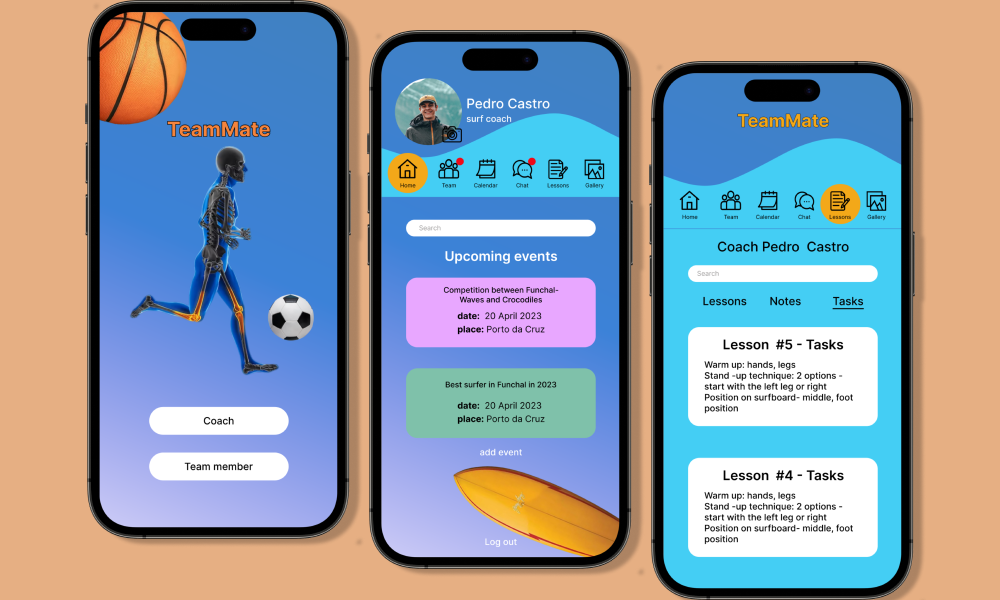 TeamMate
Coach
Team member
Pedro Castro
surf coach
Home Team Calendar Chat Lessons Gallery
Search
Upcoming events
Competition between Funchal-
Waves and Crocodiles
date: 20 April 2023
place: Porto da Cruz
Best surfer in Funchal in 2023
date: 20 April 2023
place: Porto da Cruz
add event
Log out
TeamMate
Home Team Calendar Chat Lessons Gallery
Coach Pedro Castro
Search
Lessons Notes Tasks
Lesson #5 - Tasks
Warm up: hands, legs
Stand -up technique: 2 options -
start with the left leg or right
Position on surfboard- middle, foot
position
Lesson #4 - Tasks
Warm up: hands, legs
Stand -up technique: 2 options -
start with the left leg or right
Position on surfboard- middle, foot
position